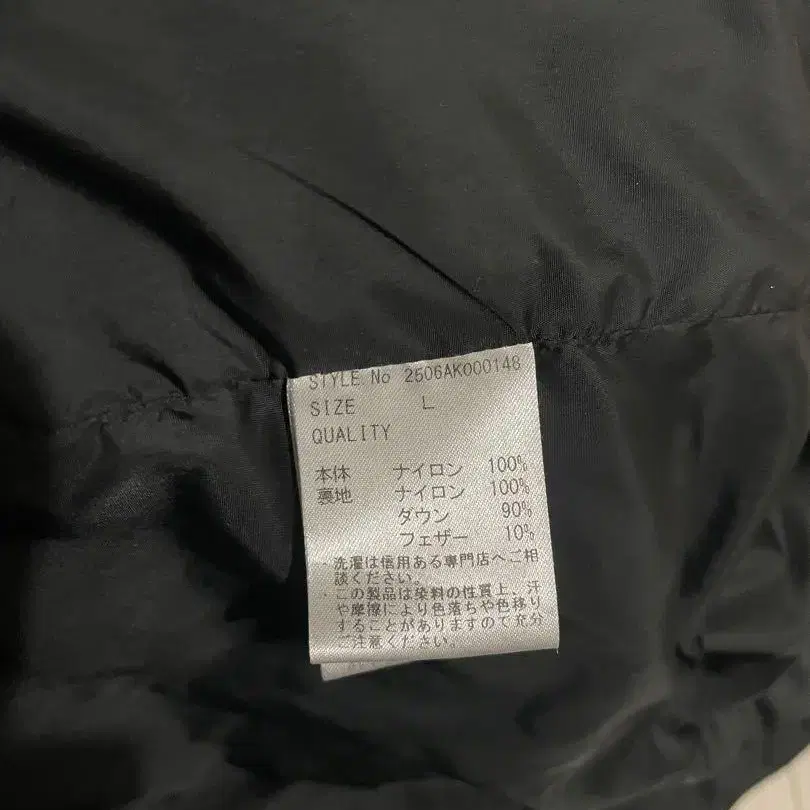 STYLE No 2506AK000148
SIZE L
QUALITY
本体 ナイロン 100%
裏地 ナイロン 100%
ダウン 90%
フェザー 10%
・洗濯は信用ある専門店へご相
談ください。
・この製品は染料の性質上、汗
や摩擦により色落ちや色移り
することがありますので充分
ご注意ください。